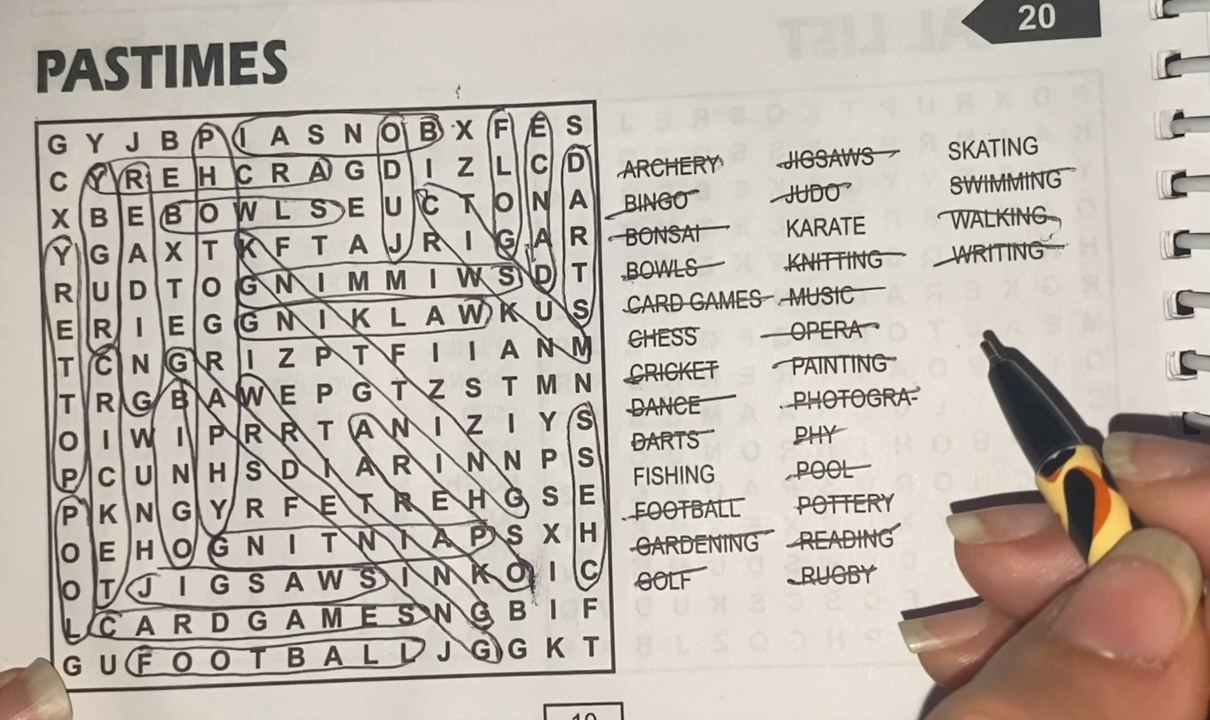 20
PASTIMES
G Y J B P I A S N O B X F E S
C Y R E H C R A G D I Z L C D
X B E B O W L S E U C T O N A
Y G A X T K F T A J R I G A R
R U D T O G N I M M I W S D T
E R I E G G N I K L A W K U S
T C N G R I Z P T F I I A N M
T R G B A W E P G T Z S T M N
O I W I P R R T A N I Z I Y S
P C U N H S D I A R I N N P S
P K N G Y R F E T R E H G S E
O E H O G N I T N I A P S X H
O T J I G S A W S I N K O I C
L C A R D G A M E S N G B I F
G U F O O T B A L L J G G K T
ARCHERY
BINGO
BONSAI
BOWLS
CARD GAMES
CHESS
CRICKET
DANCE
DARTS
FISHING
FOOTBALL
GARDENING
GOLF
JIGSAWS
JUDO
KARATE
KNITTING
MUSIC
OPERA
PAINTING
PHOTOGRA-
PHY
POOL
POTTERY
READING
RUGBY
SKATING
SWIMMING
WALKING
WRITING